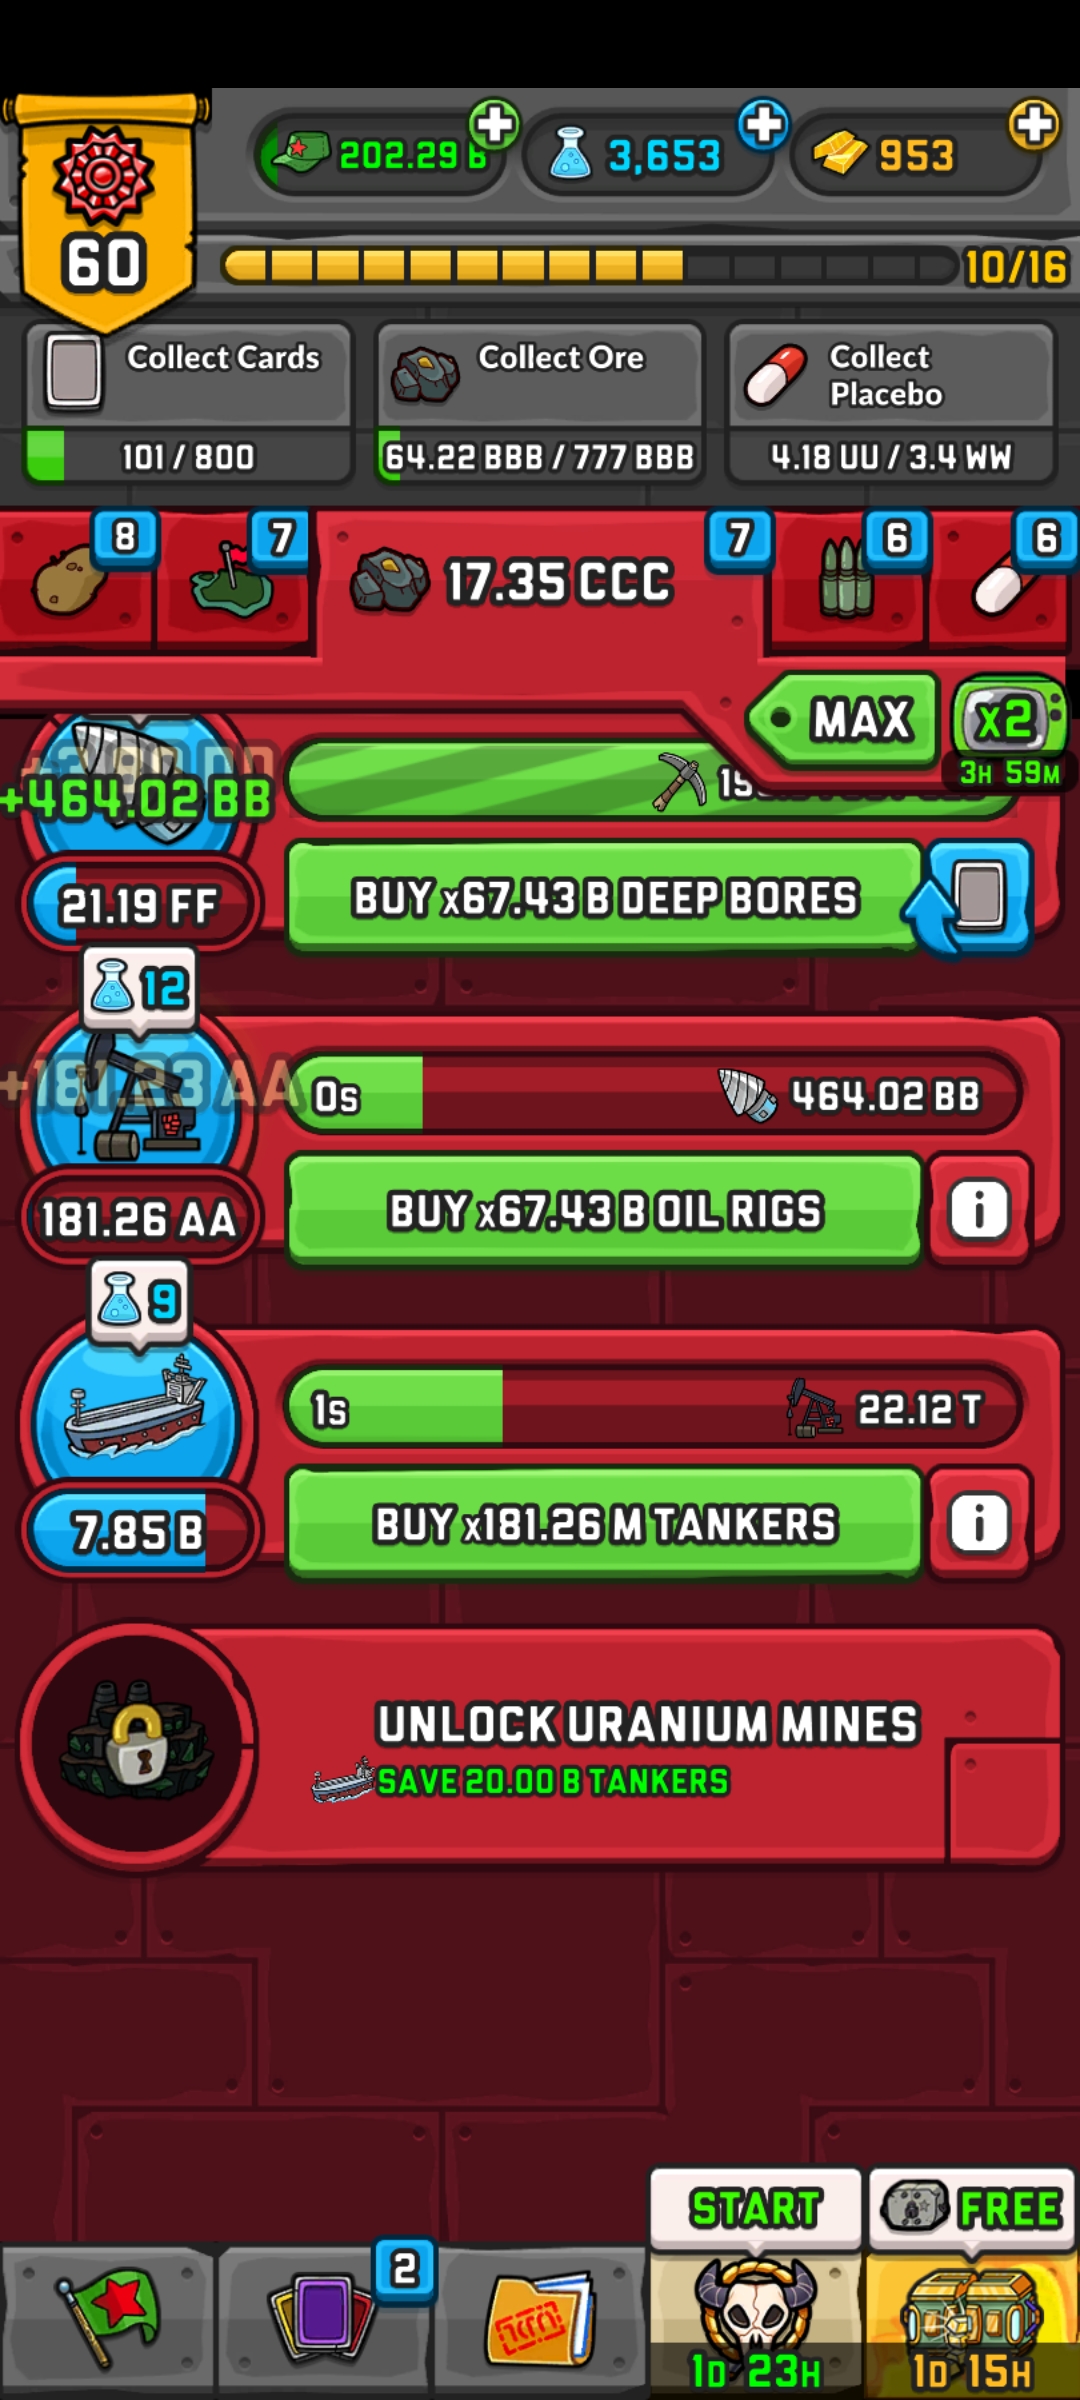 202.29 B
3,653
953
60
10/16
Collect Cards
101 / 800
Collect Ore
64.22 BBB / 777 BBB
Collect
Placebo
4.18 UU / 3.4 WW
8
7
17.35 CCC
7
6
6
MAX
x2
3H 59M
+464.02 BB
21.19 FF
BUY x67.43 B DEEP BORES
12
+181.23 AA
0s
464.02 BB
181.26 AA
BUY x67.43 B OIL RIGS
i
9
1s
22.12 T
7.85 B
BUY x181.26 M TANKERS
i
UNLOCK URANIUM MINES
SAVE 20.00 B TANKERS
START
FREE
2
1D 23H
1D 15H